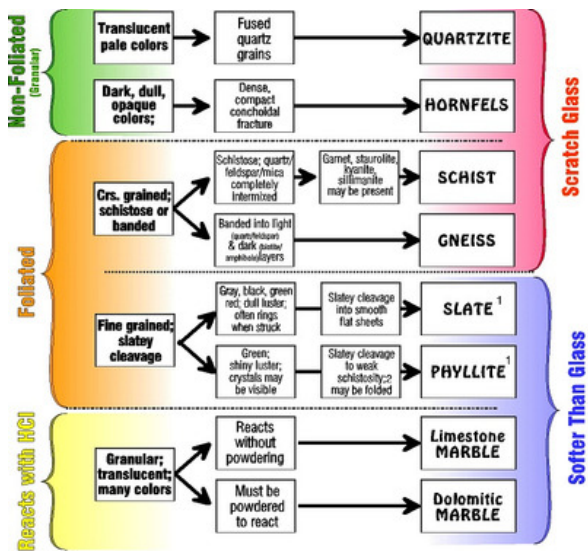 Non-Foliated
(Granular)
Translucent
pale colors
Fused
quartz
grains
QUARTZITE
Dark, dull,
opaque
colors;
Dense,
compact
conchoidal
fracture
HORNFELS
Scratch Glass
Foliated
Crs. grained;
schistose or
banded
Schistose; quartz/
feldspar/mica
completely
intermixed
Garnet, staurolite,
kyanite,
sillimanite
may be present
SCHIST
Banded into light
(quartz/feldspar)
& dark (biotite/
amphibole)layers
GNEISS
Fine grained;
slatey
cleavage
Gray, black, green
red; dull luster;
often rings
when struck
Slatey cleavage
into smooth
flat sheets
SLATE 1
Green;
shiny luster;
crystals may
be visible
Slatey cleavage
to weak
schistosity;2
may be folded
PHYLLITE1
Softer Than Glass
Reacts with HCl
Granular;
translucent;
many colors
Reacts
without
powdering
Limestone
MARBLE
Must be
powdered
to react
Dolomitic
MARBLE